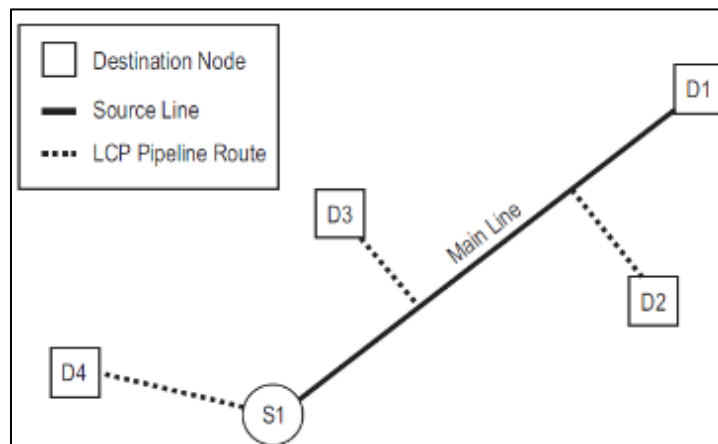 Destination Node
Source Line
LCP Pipeline Route
D1
D3
Main Line
D2
D4
S1